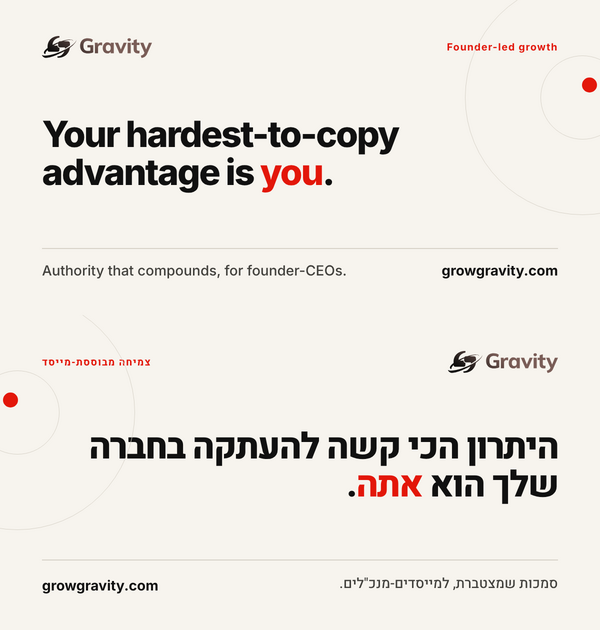 Gravity
Founder-led growth
Your hardest-to-copy
advantage is you.
Authority that compounds, for founder-CEOs.
growgravity.com
Gravity
צמיחה מבוססת-מייסד
היתרון הכי קשה להעתקה בחברה
שלך הוא אתה.
סמכות שמצטברת, למייסדים-מנכ"לים.
growgravity.com